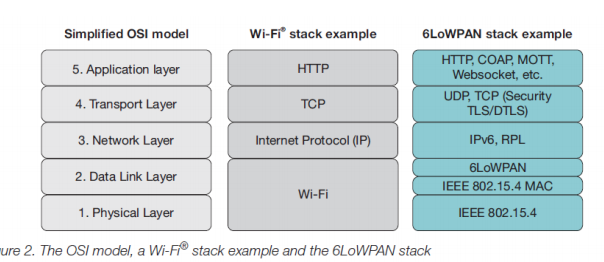 Simplified OSI model
Wi-Fi® stack example
6LoWPAN stack example
5. Application layer
HTTP
HTTP, COAP, MOTT,
Websocket, etc.
4. Transport Layer
TCP
UDP, TCP (Security
TLS/DTLS)
3. Network Layer
Internet Protocol (IP)
IPv6, RPL
2. Data Link Layer
Wi-Fi
6LoWPAN
IEEE 802.15.4 MAC
1. Physical Layer
IEEE 802.15.4
gure 2. The OSI model, a Wi-Fi® stack example and the 6LoWPAN stack